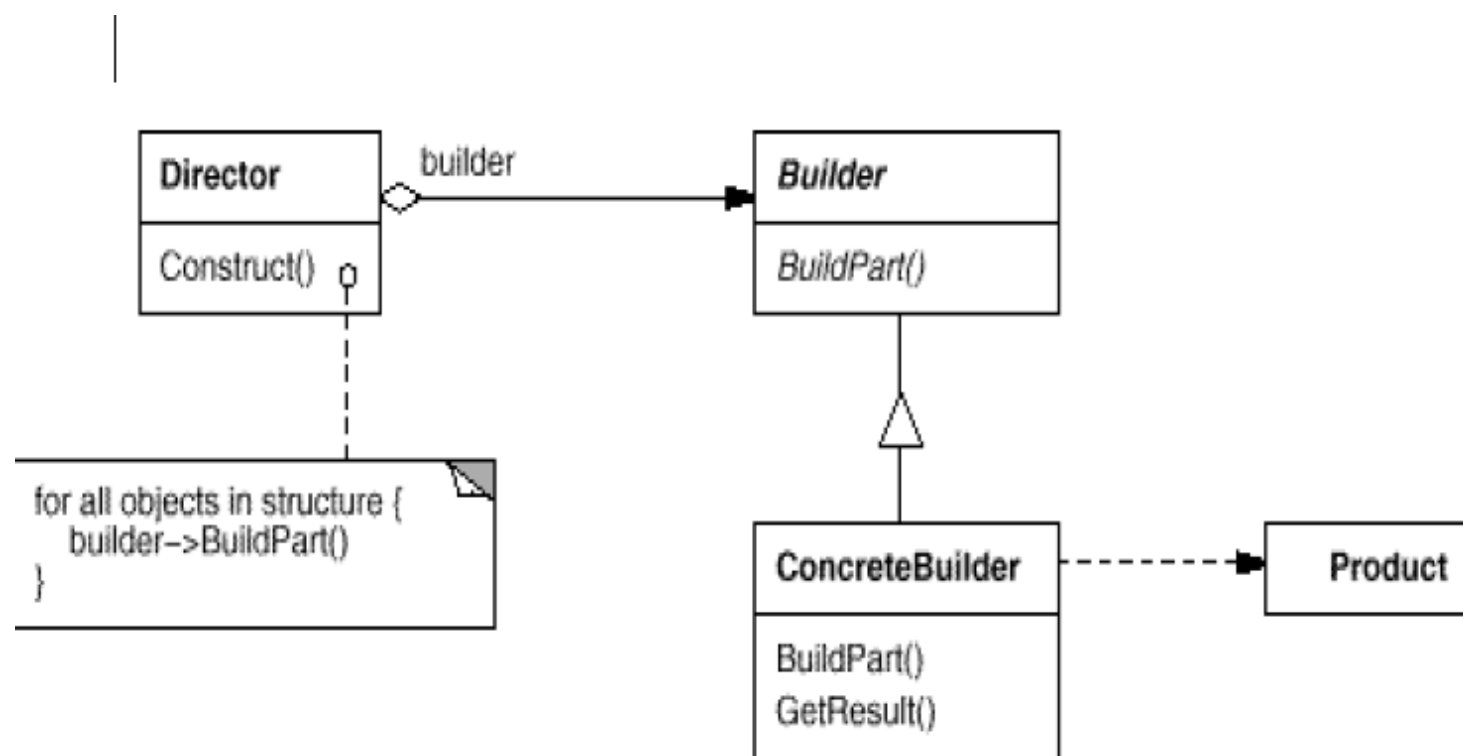 Director
builder
Builder
Construct()
BuildPart()
for all objects in structure {
builder–>BuildPart()
}
ConcreteBuilder
Product
BuildPart()
GetResult()